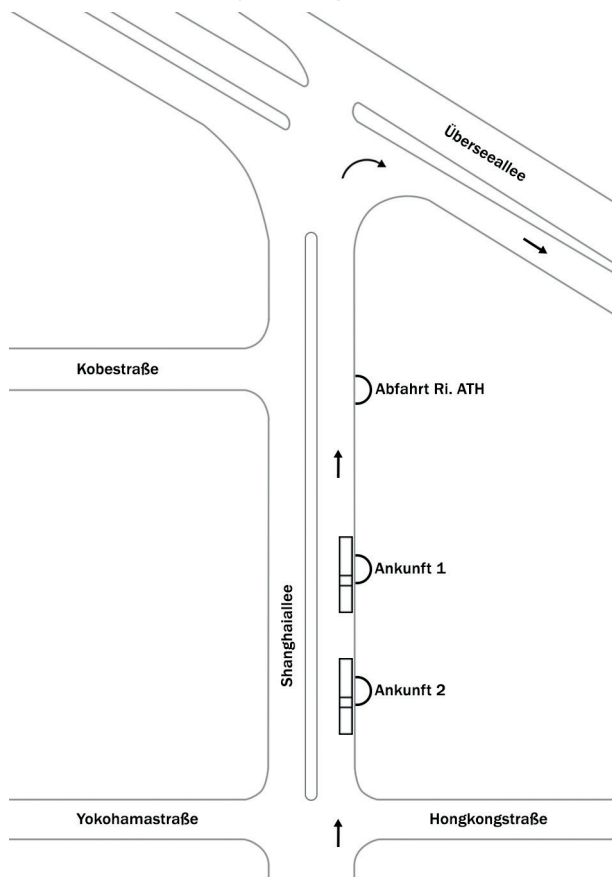 Überseeallee
Kobestraße
Abfahrt Ri. ATH
Ankunft 1
Shanghaiallee
Ankunft 2
Yokohamastraße
Hongkongstraße